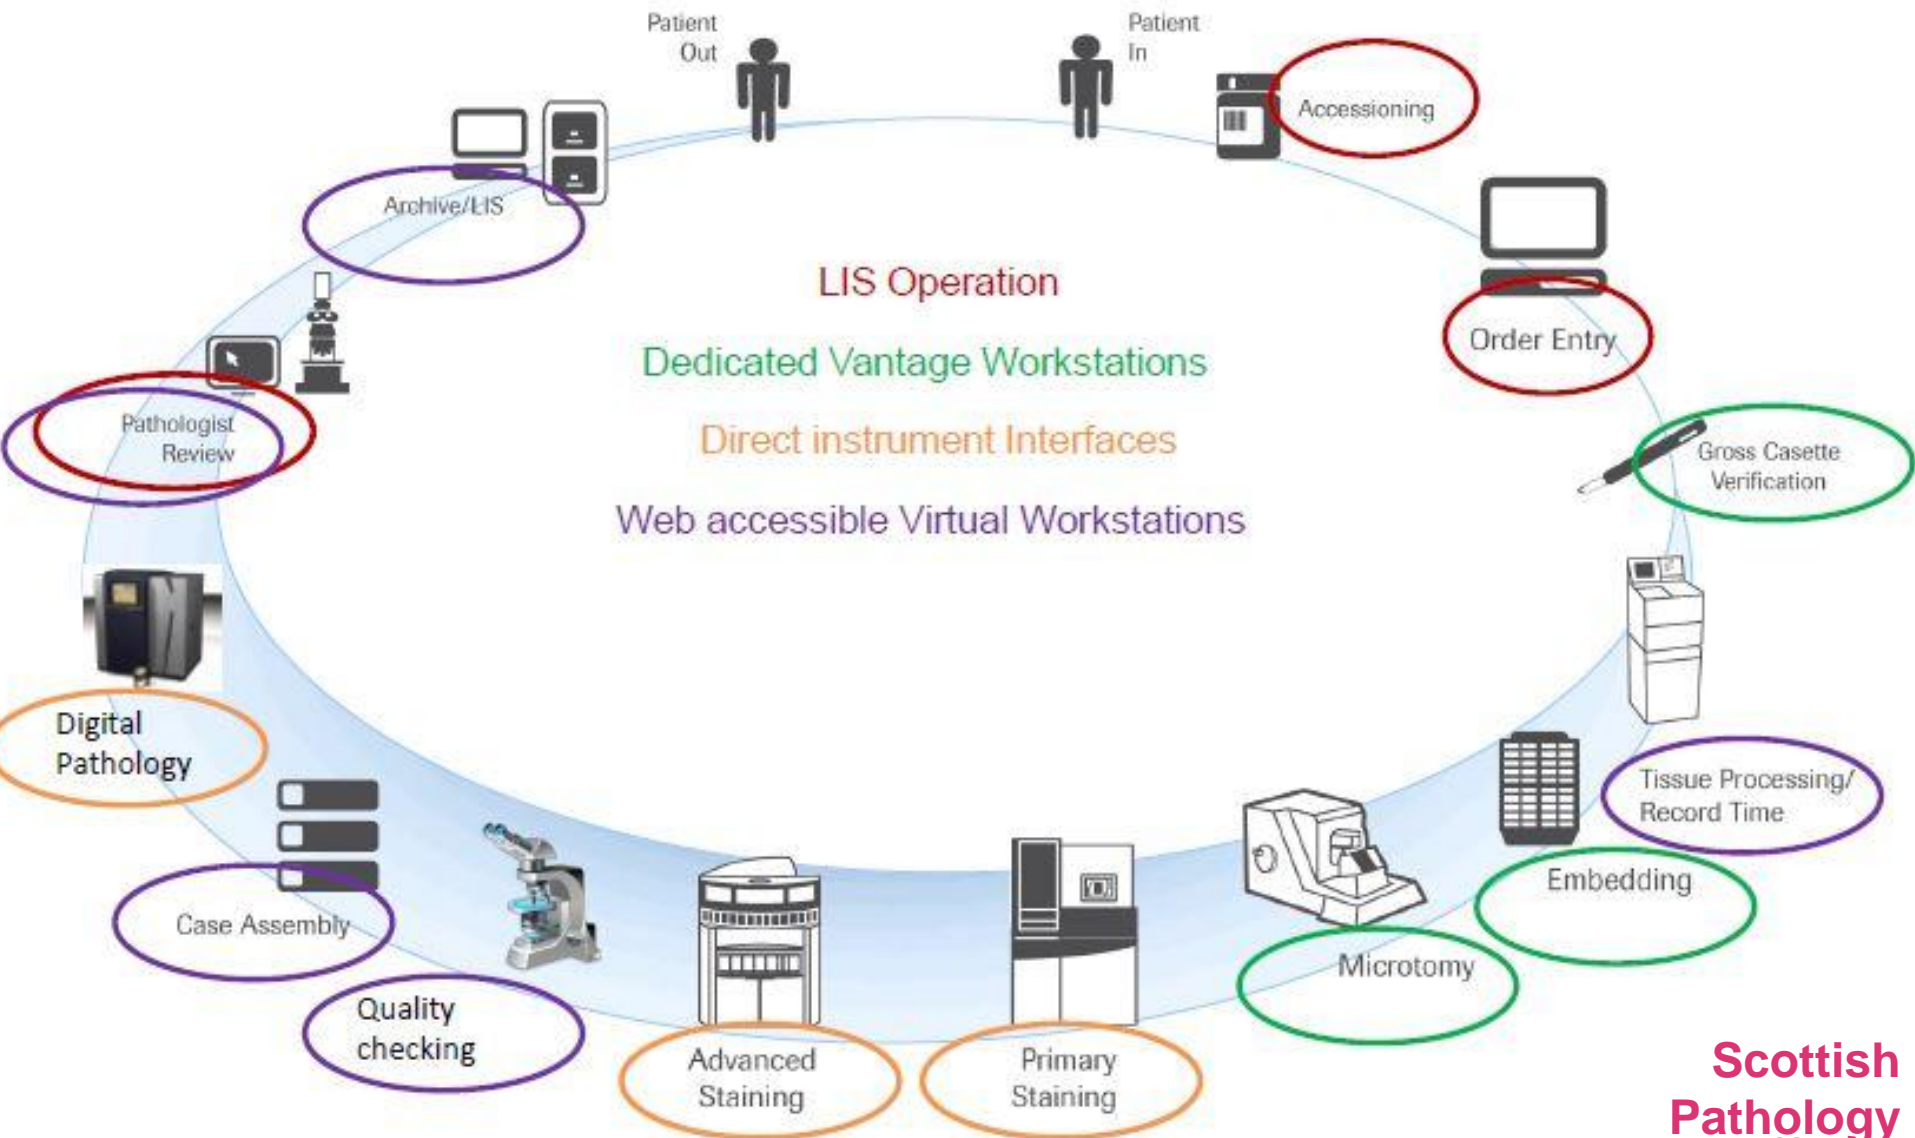 Patient
Out
Patient
In
Accessioning
Order Entry
Gross Casette
Verification
Tissue Processing/
Record Time
Embedding
Microtomy
Primary
Staining
Advanced
Staining
Quality
checking
Case Assembly
Digital
Pathology
Pathologist
Review
Archive/LIS
LIS Operation
Dedicated Vantage Workstations
Direct instrument Interfaces
Web accessible Virtual Workstations
Scottish
Pathology